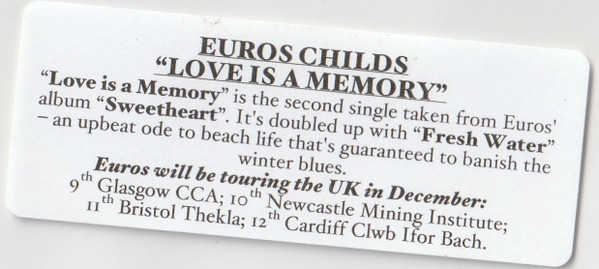 EUROS CHILDS
“LOVE IS A MEMORY”
“Love is a Memory” is the second single taken from Euros'
album “Sweetheart”. It's doubled up with “Fresh Water”
– an upbeat ode to beach life that's guaranteed to banish the
winter blues.
Euros will be touring the UK in December:
9th Glasgow CCA; 10th Newcastle Mining Institute;
11th Bristol Thekla; 12th Cardiff Clwb Ifor Bach.